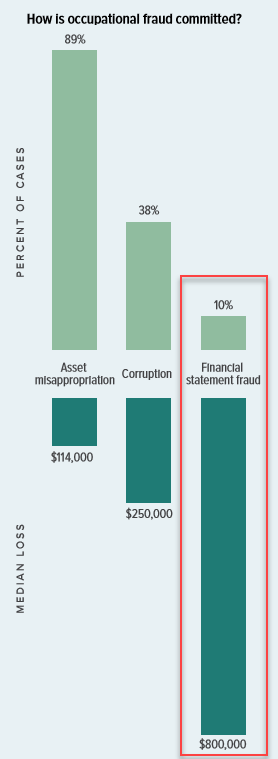 How is occupational fraud committed?
89%
38%
10%
PERCENT OF CASES
Asset
misappropriation
Corruption
Financial
statement fraud
$114,000
$250,000
$800,000
MEDIAN LOSS